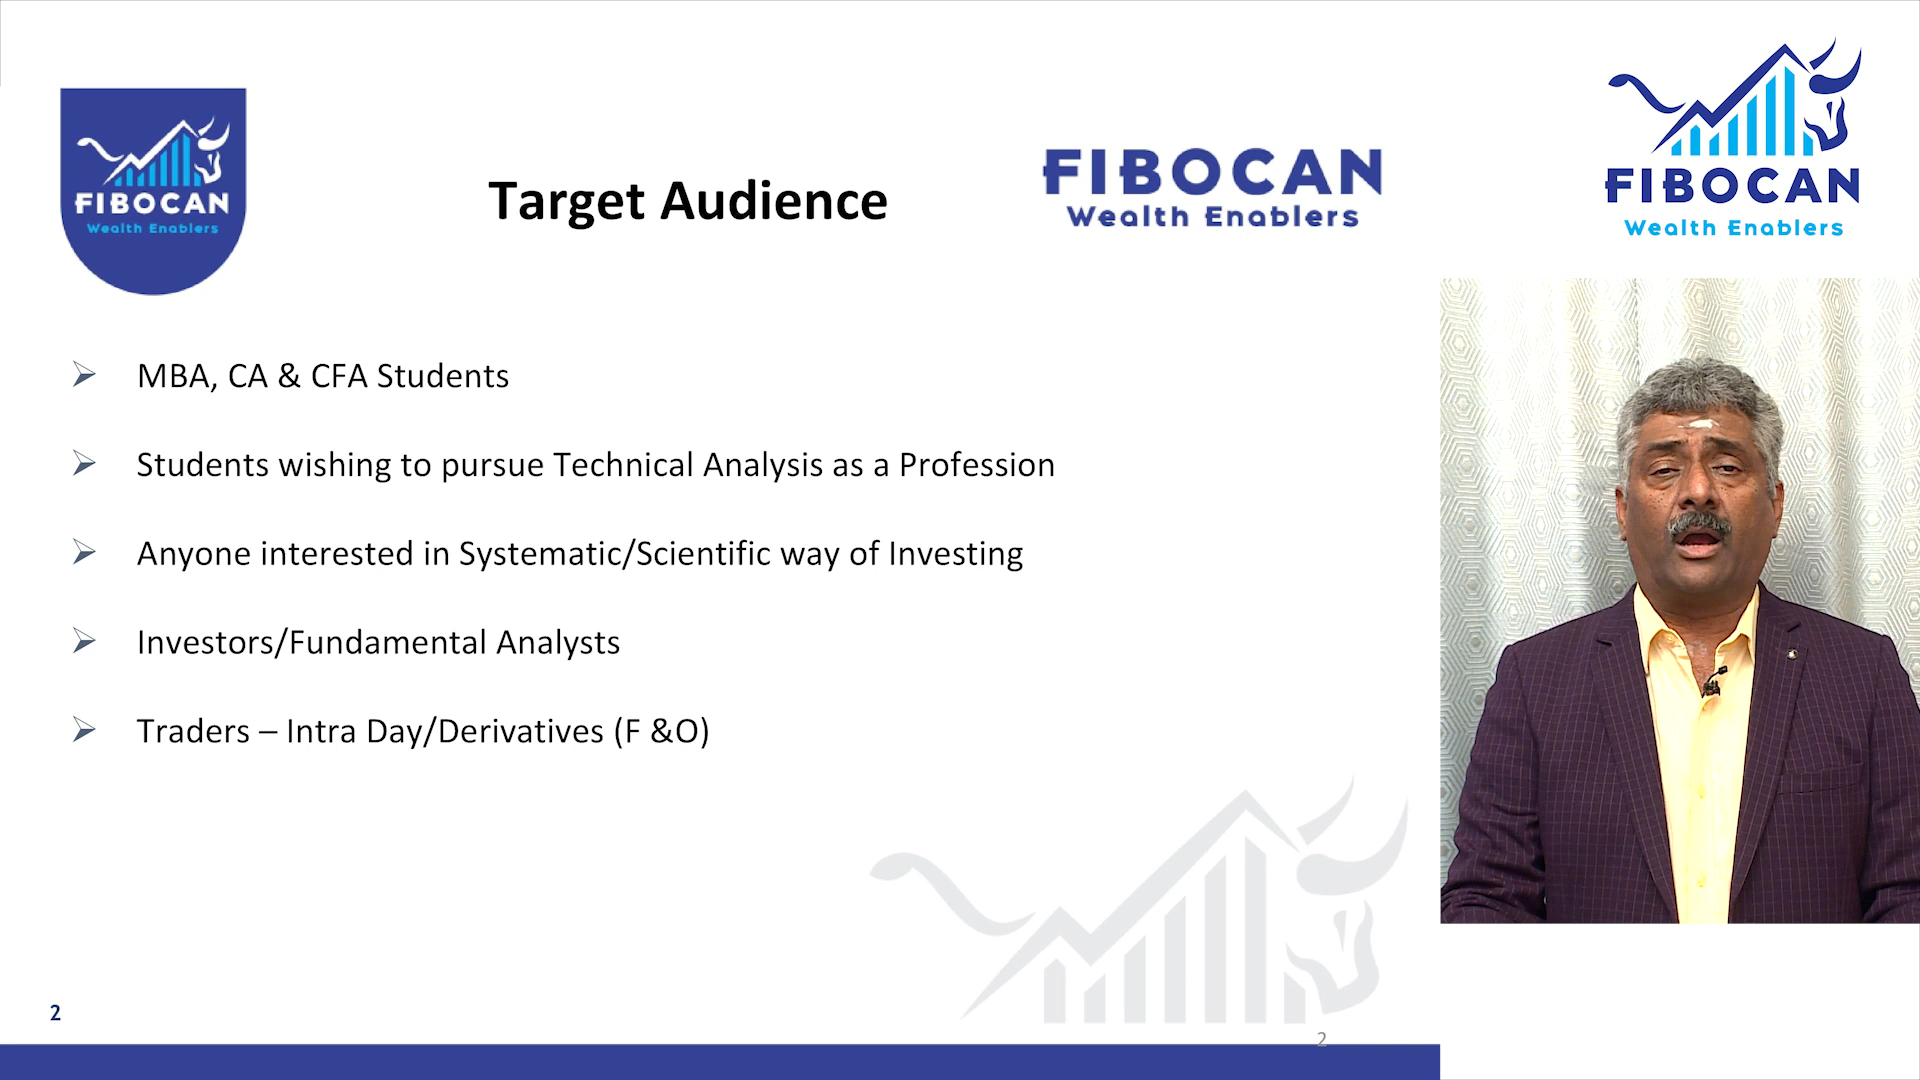 FIBOCAN
Wealth Enablers
Target Audience
FIBOCAN
Wealth Enablers
FIBOCAN
Wealth Enablers
MBA, CA & CFA Students
Students wishing to pursue Technical Analysis as a Profession
Anyone interested in Systematic/Scientific way of Investing
Investors/Fundamental Analysts
Traders – Intra Day/Derivatives (F &O)
2
2